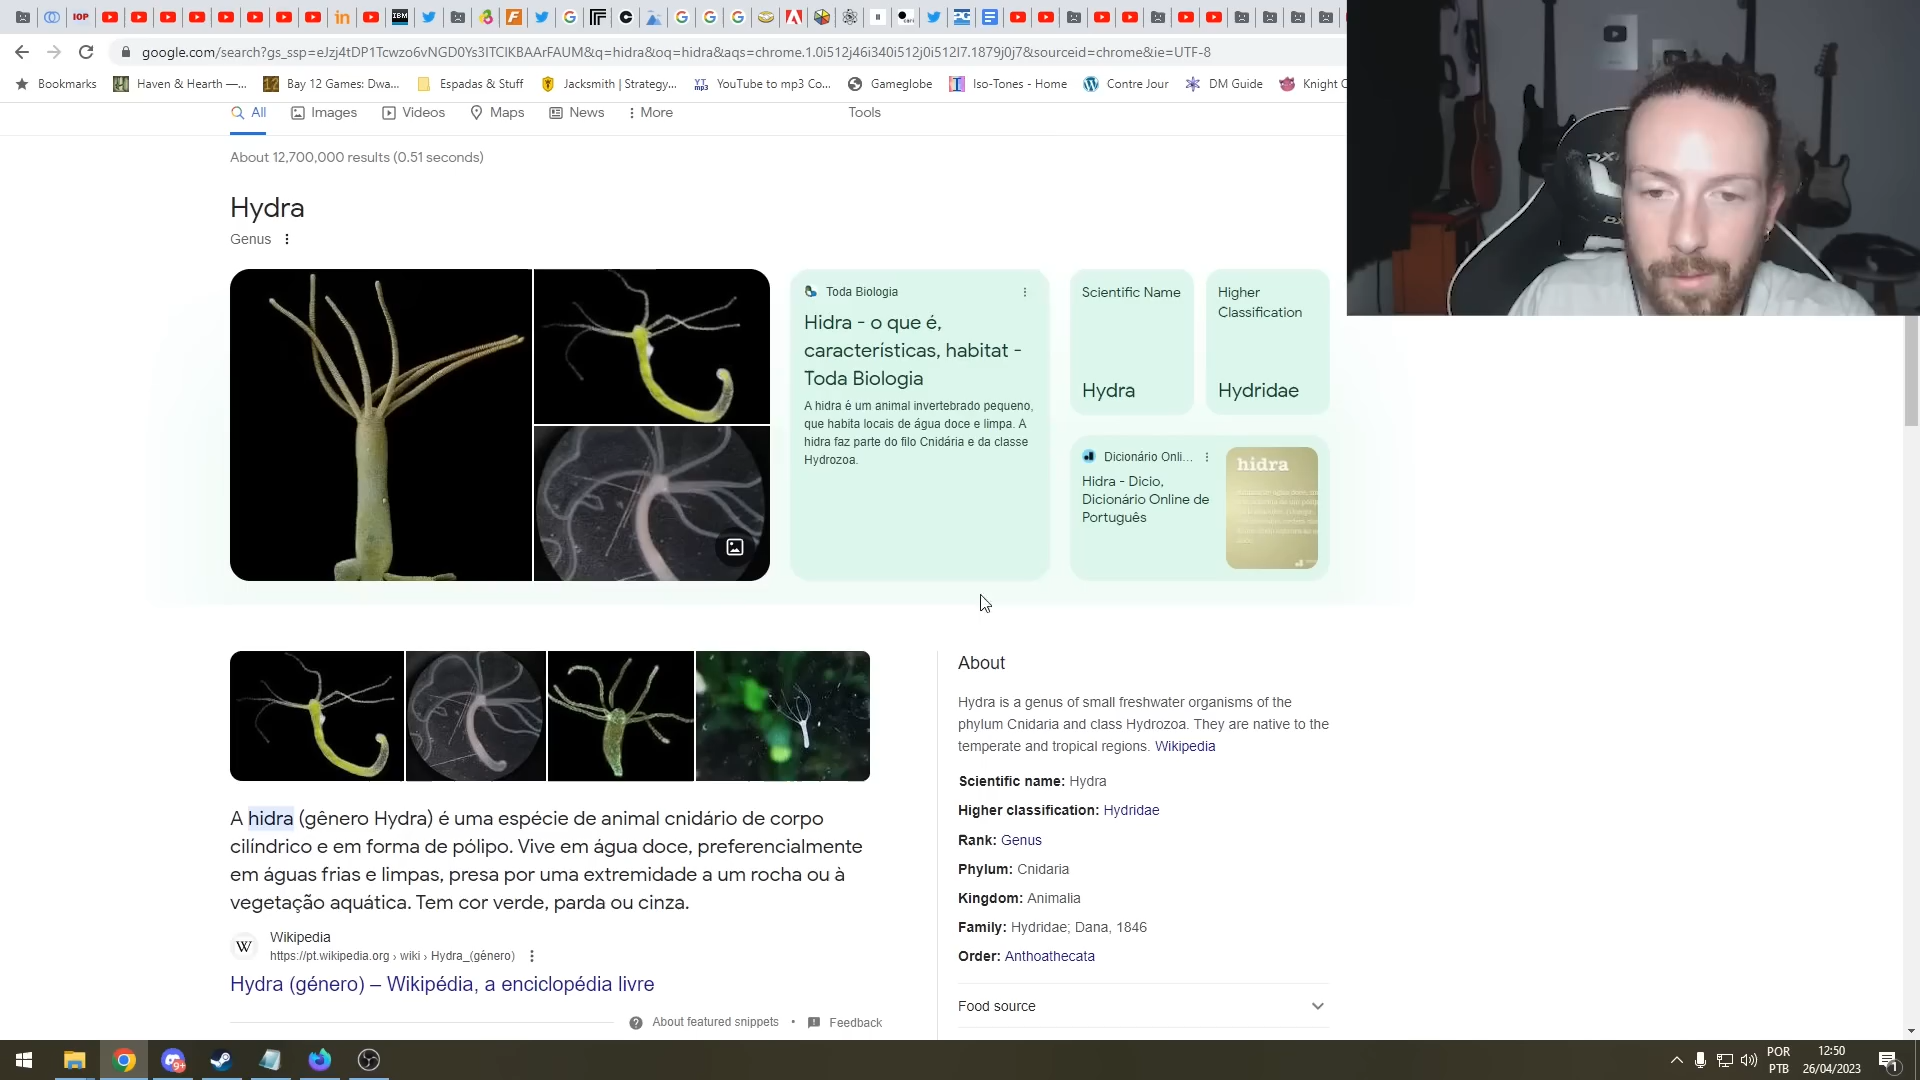 IOP
in
IBM
google.com/search?gs_ssp=eJzj4tDP1Tcwzo6vNGD0Ys3ITClKBAArFAUM&q=hidra&oq=hidra&aqs=chrome.1.0i512j46i340i512j0i512l7.1879j0j7&sourceid=chrome&ie=UTF-8
Bookmarks Haven & Hearth —... Bay 12 Games: Dwa... Espadas & Stuff Jacksmith | Strategy... YouTube to mp3 Co... Gameglobe Iso-Tones - Home Contre Jour DM Guide Knight C
All Images Videos Maps News More Tools
About 12,700,000 results (0.51 seconds)
Hydra
Genus
Toda Biologia
Hidra - o que é,
características, habitat -
Toda Biologia
A hidra é um animal invertebrado pequeno,
que habita locais de água doce e limpa. A
hidra faz parte do filo Cnidária e da classe
Hydrozoa.
Scientific Name
Hydra
Higher
Classification
Hydridae
Dicionário Onli...
Hidra - Dicio,
Dicionário Online de
Português
hidra
A hidra (gênero Hydra) é uma espécie de animal cnidário de corpo
cilíndrico e em forma de pólipo. Vive em água doce, preferencialmente
em águas frias e limpas, presa por uma extremidade a um rocha ou à
vegetação aquática. Tem cor verde, parda ou cinza.
Wikipedia
https://pt.wikipedia.org › wiki › Hydra_(género)
Hydra (género) – Wikipédia, a enciclopédia livre
About featured snippets • Feedback
About
Hydra is a genus of small freshwater organisms of the
phylum Cnidaria and class Hydrozoa. They are native to the
temperate and tropical regions. Wikipedia
Scientific name: Hydra
Higher classification: Hydridae
Rank: Genus
Phylum: Cnidaria
Kingdom: Animalia
Family: Hydridae; Dana, 1846
Order: Anthoathecata
Food source
9+
POR
PTB
12:50
26/04/2023
1